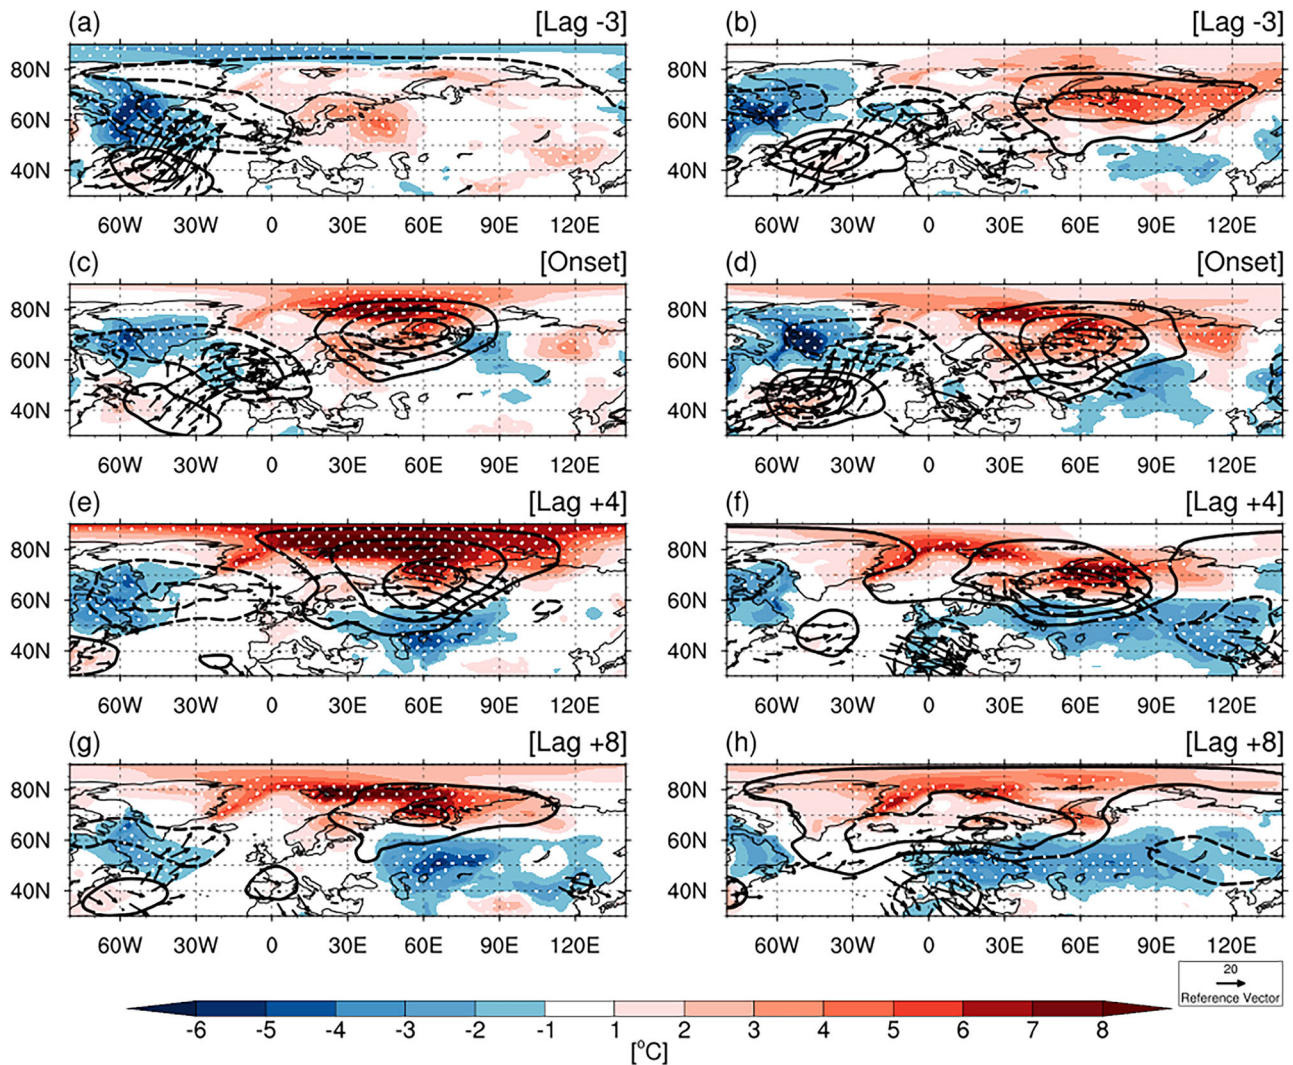 (a) [Lag -3] (b) [Lag -3]
80N 80N
60N 60N
40N 40N
60W 30W 0 30E 60E 90E 120E 60W 30W 0 30E 60E 90E 120E
(c) [Onset] (d) [Onset]
80N 80N 50
60N 60N
40N 40N
60W 30W 0 30E 60E 90E 120E 60W 30W 0 30E 60E 90E 120E
(e) [Lag +4] (f) [Lag +4]
80N 80N
60N 60N
40N 40N
60W 30W 0 30E 60E 90E 120E 60W 30W 0 30E 60E 90E 120E
(g) [Lag +8] (h) [Lag +8]
80N 80N
60N 60N
40N 40N
60W 30W 0 30E 60E 90E 120E 60W 30W 0 30E 60E 90E 120E
20
Reference Vector
-6 -5 -4 -3 -2 -1 1 2 3 4 5 6 7 8
[°C]